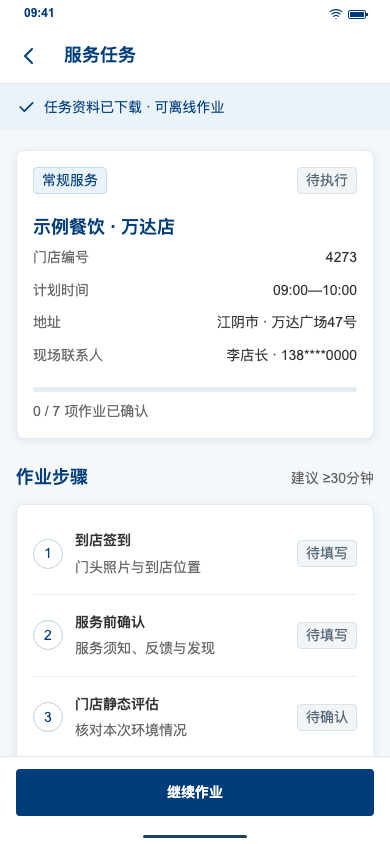 09:41
服务任务
任务资料已下载 · 可离线作业
常规服务 待执行
示例餐饮 · 万达店
门店编号 4273
计划时间 09:00—10:00
地址 江阴市 · 万达广场47号
现场联系人 李店长 · 138****0000
0 / 7 项作业已确认
作业步骤 建议 ≥30分钟
1 到店签到 待填写
门头照片与到店位置
2 服务前确认 待填写
服务须知、反馈与发现
3 门店静态评估 待确认
核对本次环境情况
继续作业